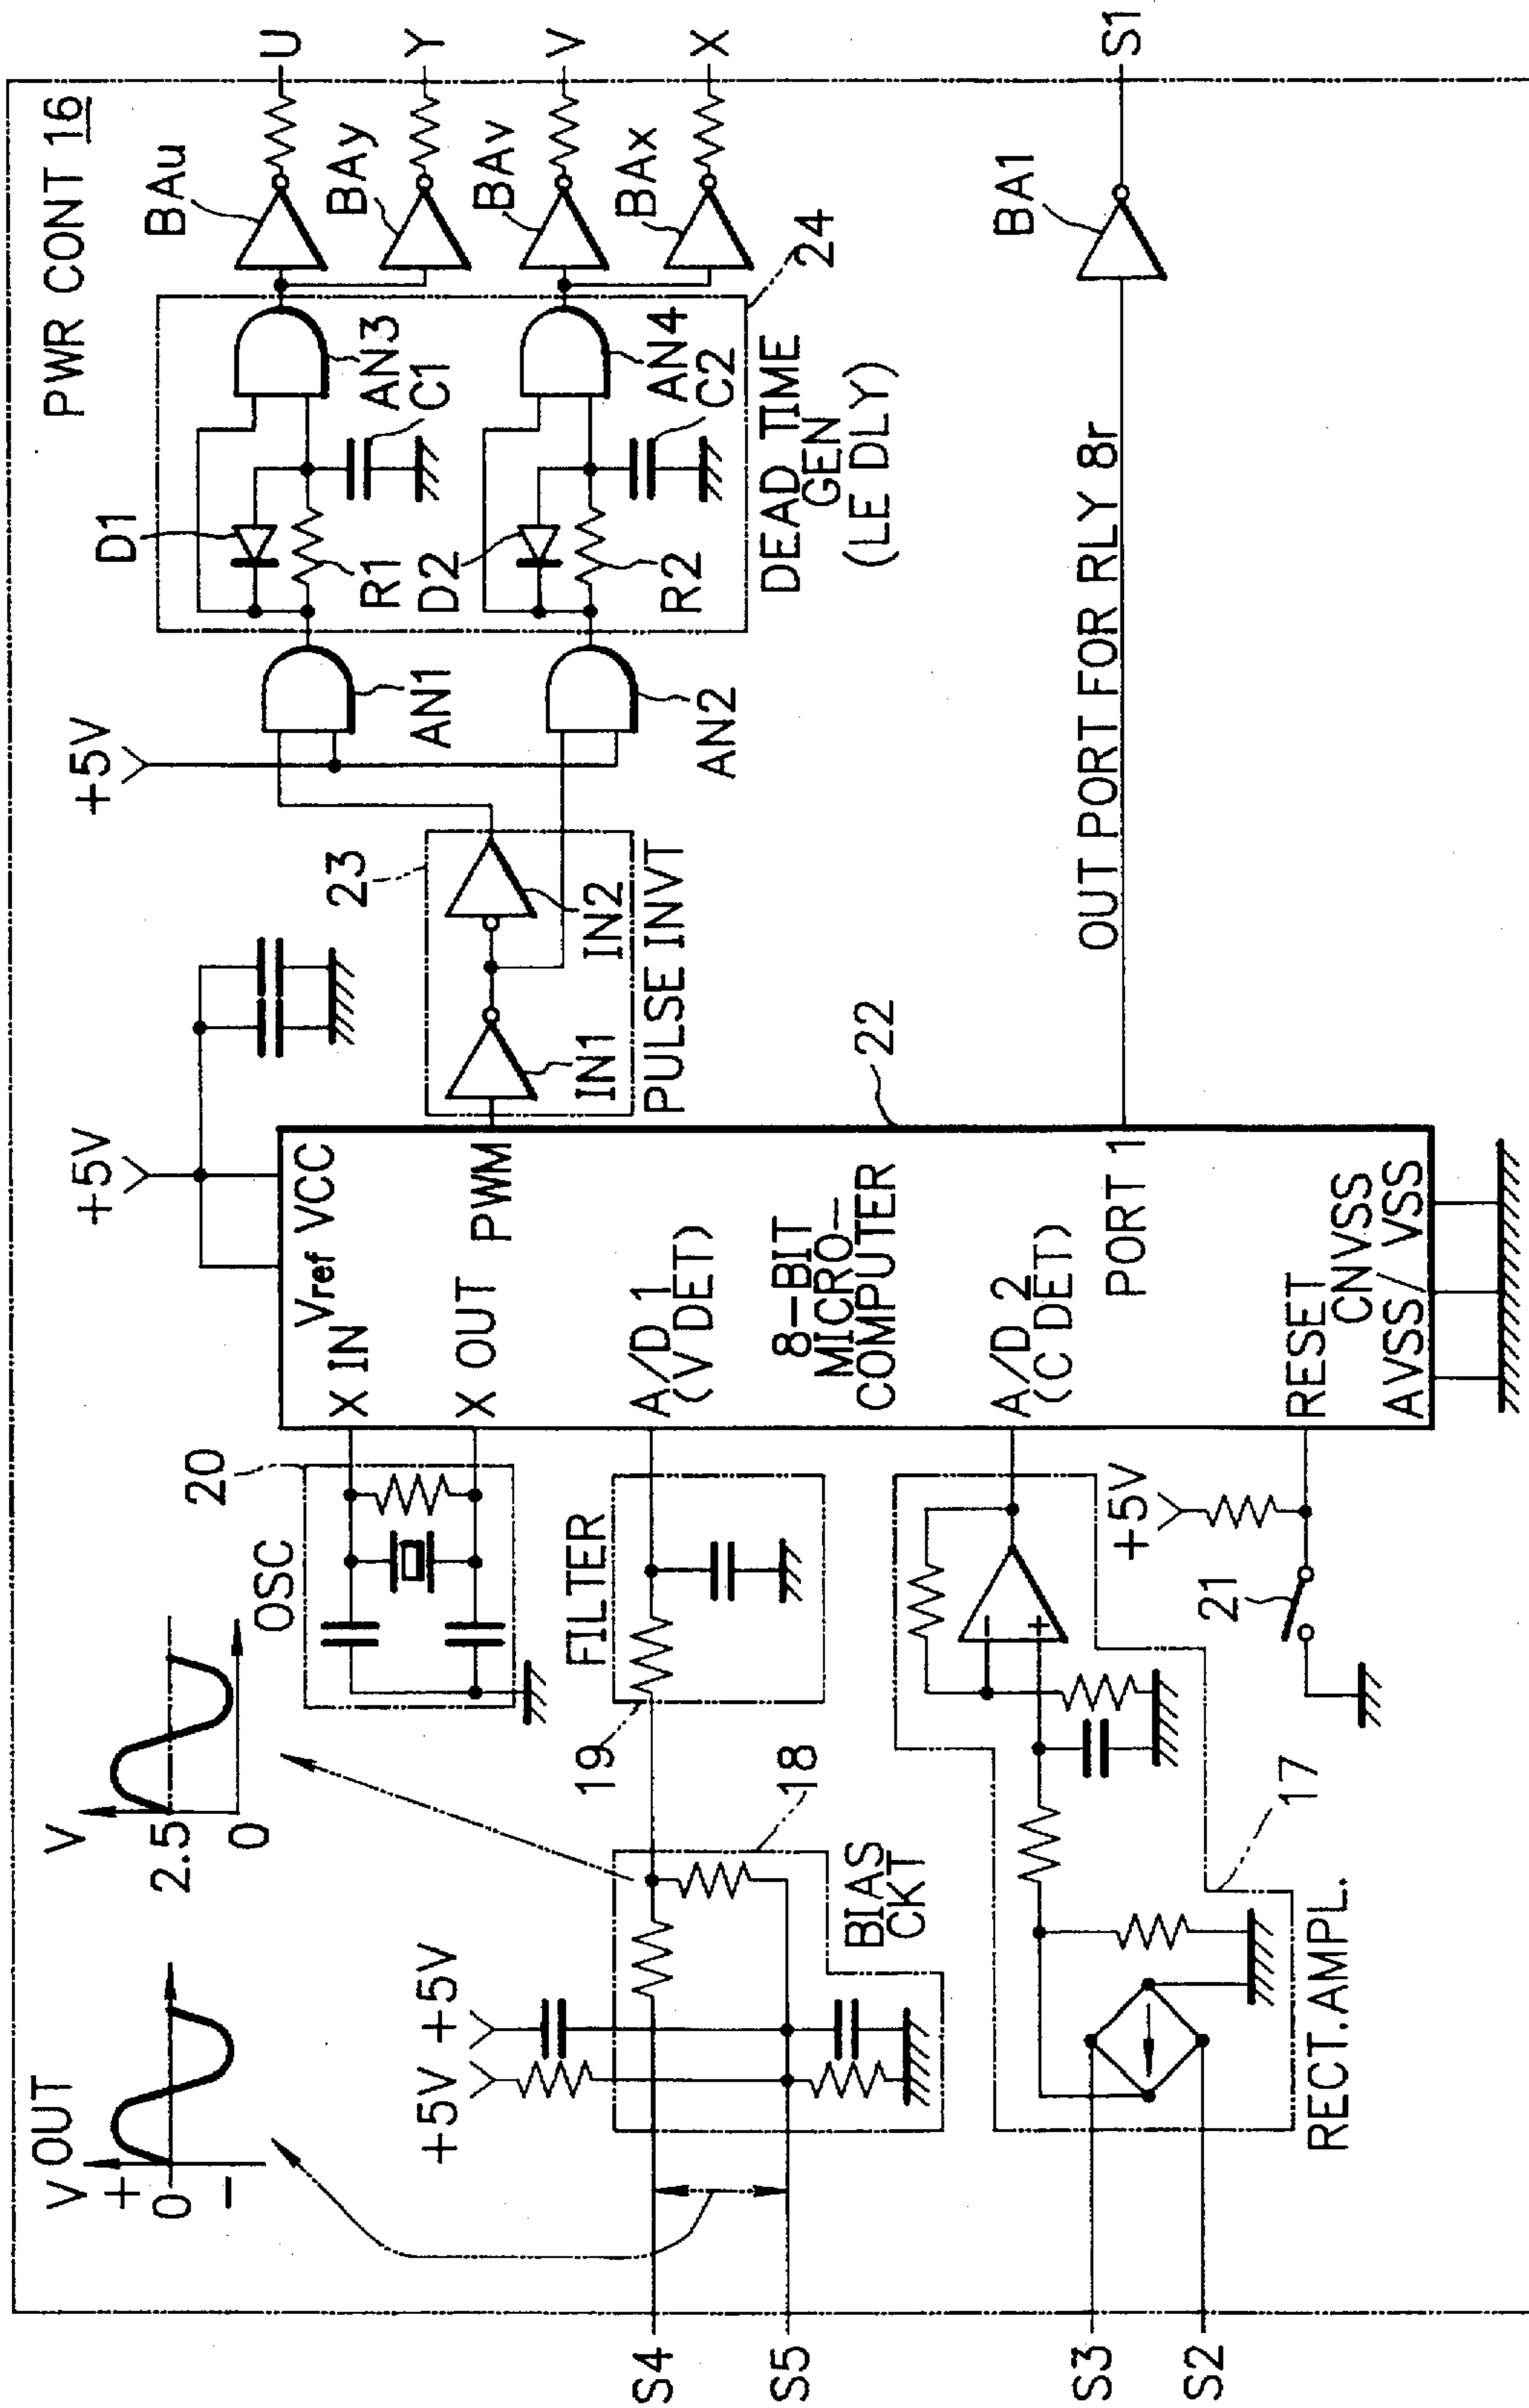 PWR CONT 16
V OUT
V
+
0
−
V
2.5
0
+5V
+5V
+5V
+5V
OSC
20
FILTER
19
BIAS
CKT
18
X IN
Vref
VCC
X OUT
PWM
A/D 1
(V DET)
8-BIT
MICRO-
COMPUTER
22
A/D 2
(C DET)
PORT 1
RESET
CNVSS
AVSS/ VSS
RECT.AMPL.
17
−
+
+5V
21
23
IN1
IN2
PULSE INVT
AN1
AN2
D1
R1
AN3
C1
D2
R2
AN4
C2
DEAD TIME
GEN
(LE DLY)
24
BAu
BAy
BAv
BAx
U
Y
V
X
OUT PORT FOR RLY 8r
BA1
S1
S4
S5
S3
S2